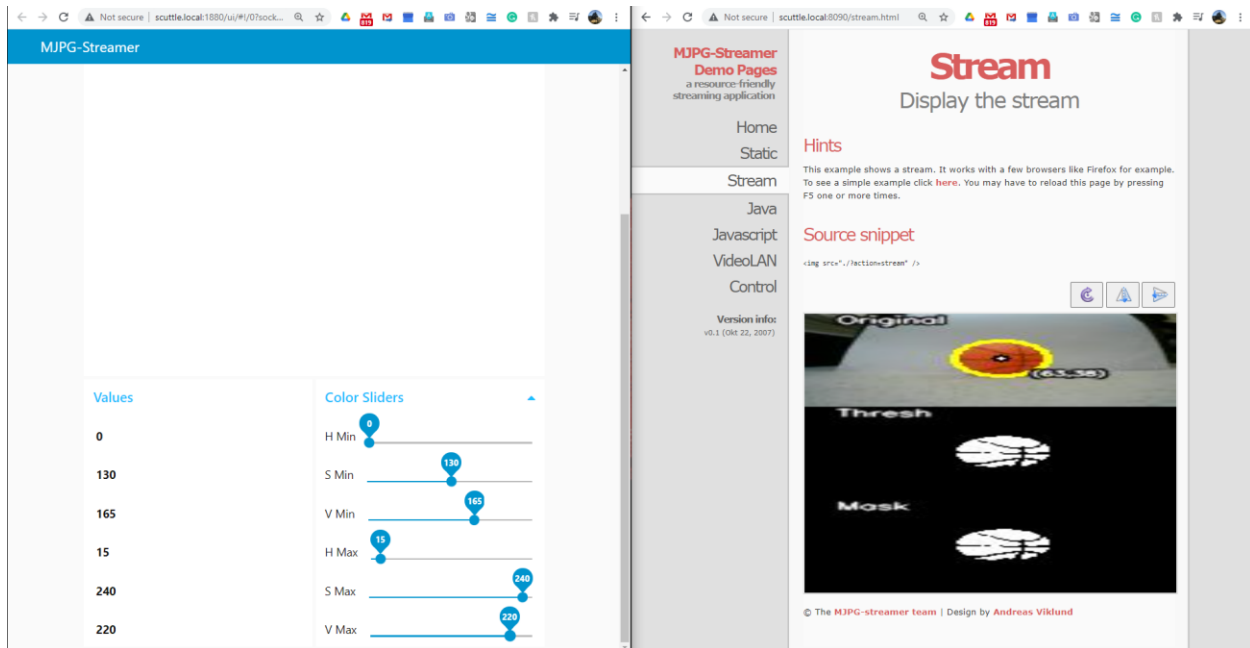 Not secure | scuttle.local:1880/ui/#!/0?sock...
819
MJPG-Streamer
Values
0
130
165
15
240
220
Color Sliders
H Min 0
S Min 130
V Min 165
H Max 15
S Max 240
V Max 220
Not secure | scuttle.local:8090/stream.html
819
MJPG-Streamer
Demo Pages
a resource-friendly
streaming application
Home
Static
Stream
Java
Javascript
VideoLAN
Control
Version info:
v0.1 (Okt 22, 2007)
Stream
Display the stream
Hints
This example shows a stream. It works with a few browsers like Firefox for example.
To see a simple example click here. You may have to reload this page by pressing
F5 one or more times.
Source snippet
<img src="./?action=stream" />
Original
Thresh
Mask
© The MJPG-streamer team | Design by Andreas Viklund